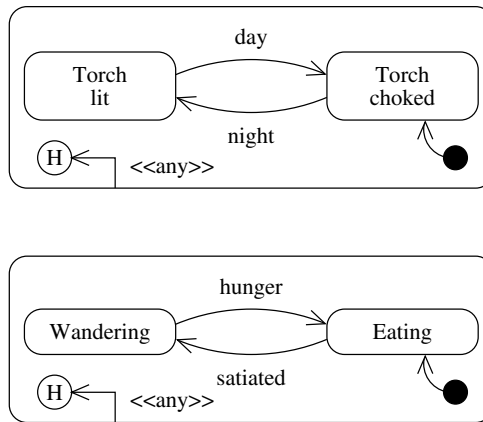 day
Torch
lit
Torch
choked
night
H
<<any>>
hunger
Wandering
Eating
satiated
H
<<any>>